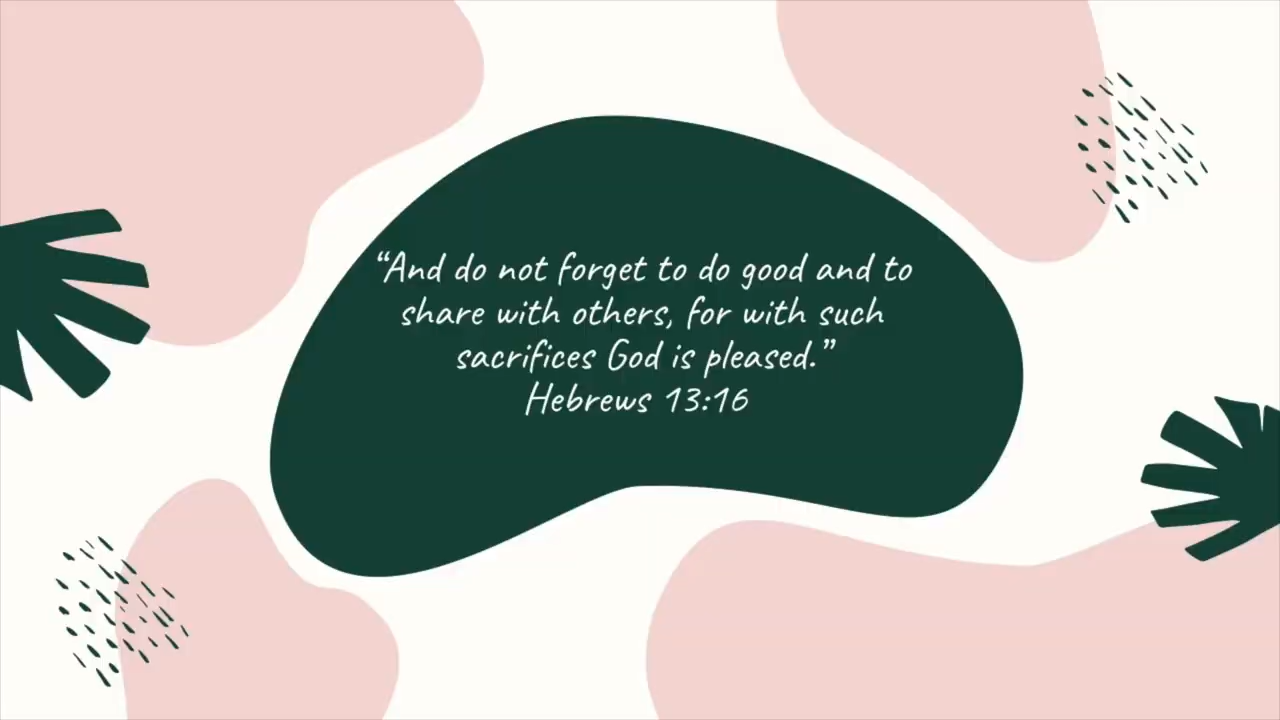 “And do not forget to do good and to
share with others, for with such
sacrifices God is pleased.”
Hebrews 13:16